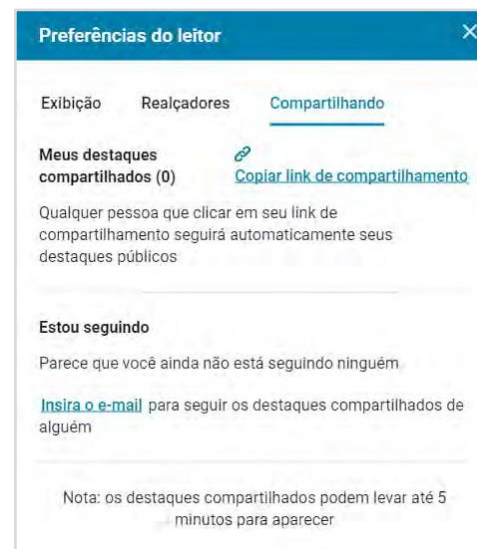 Preferências do leitor
Exibição Realçadores Compartilhando
Meus destaques
compartilhados (0) Copiar link de compartilhamento
Qualquer pessoa que clicar em seu link de
compartilhamento seguirá automaticamente seus
destaques públicos
Estou seguindo
Parece que você ainda não está seguindo ninguém
Insira o e-mail para seguir os destaques compartilhados de
alguém
Nota: os destaques compartilhados podem levar até 5
minutos para aparecer